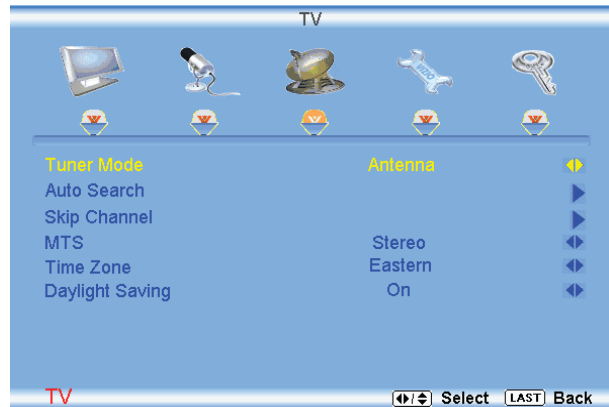 TV
VIZIO
Tuner Mode Antenna
Auto Search
Skip Channel
MTS Stereo
Time Zone Eastern
Daylight Saving On
TV / Select LAST Back